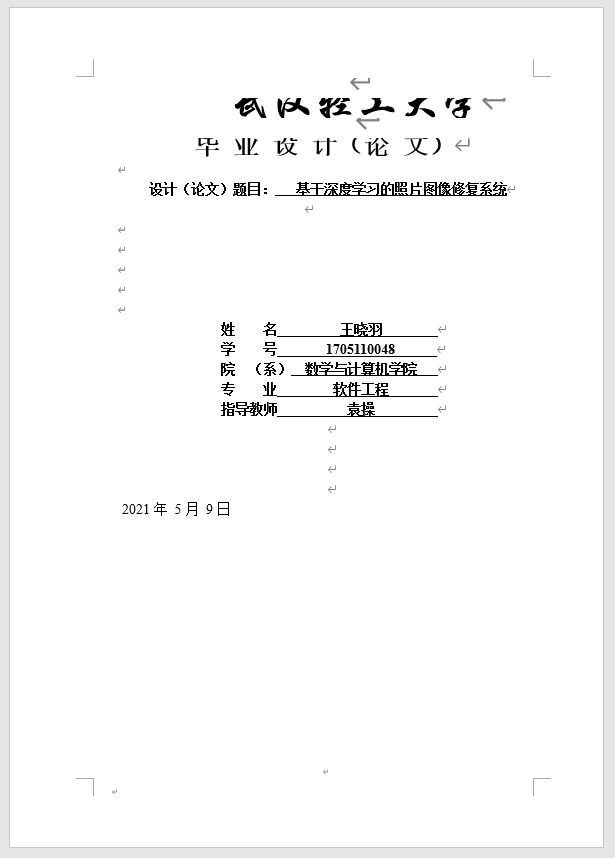 武汉轻工大学
毕 业 设 计（论 文）
设计（论文）题目： 基于深度学习的照片图像修复系统
姓 名 王晓羽
学 号 1705110048
院 （系） 数学与计算机学院
专 业 软件工程
指导教师 袁操
2021 年 5 月 9 日